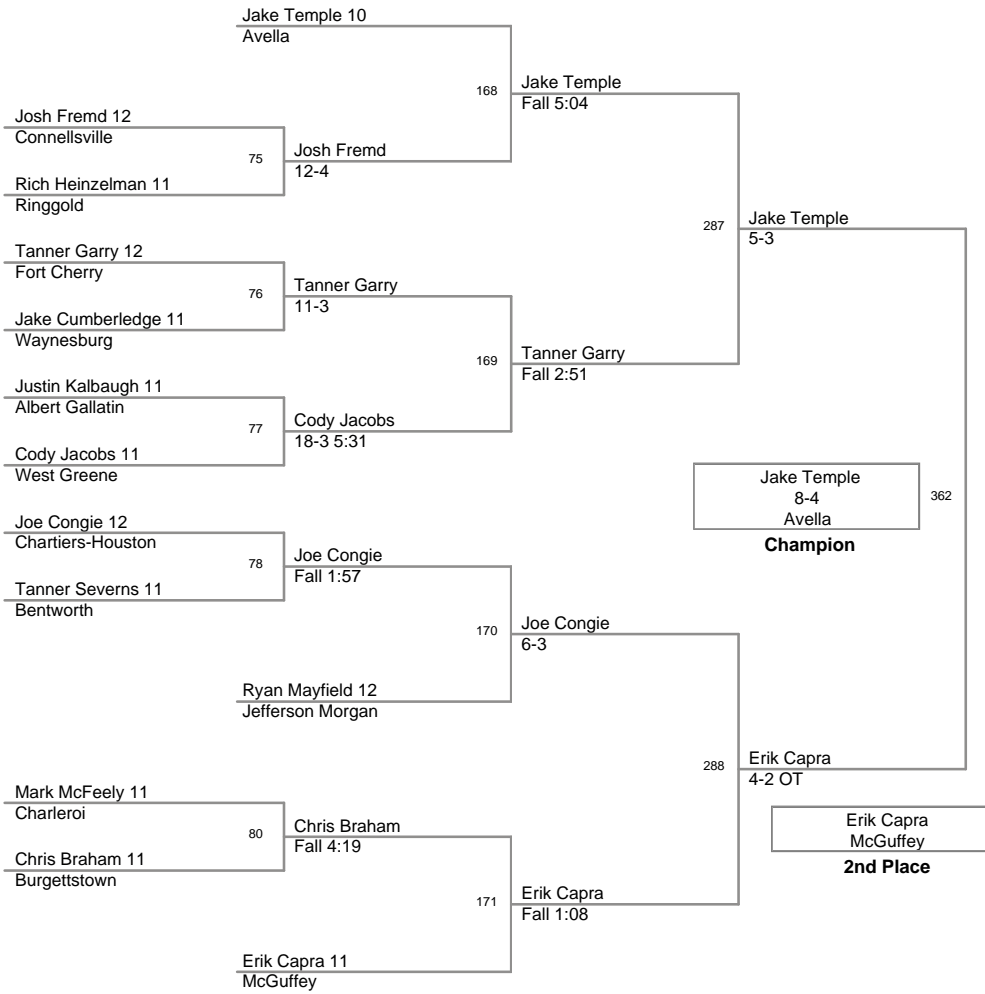 Jake Temple 10
Avella
168
Jake Temple
Fall 5:04
Josh Fremd 12
Connellsville
75
Josh Fremd
12-4
Rich Heinzelman 11
Ringgold
287
Jake Temple
5-3
Tanner Garry 12
Fort Cherry
76
Tanner Garry
11-3
Jake Cumberledge 11
Waynesburg
169
Tanner Garry
Fall 2:51
Justin Kalbaugh 11
Albert Gallatin
77
Cody Jacobs
18-3 5:31
Cody Jacobs 11
West Greene
Jake Temple
8-4
Avella
362
Champion
Joe Congie 12
Chartiers-Houston
78
Joe Congie
Fall 1:57
Tanner Severns 11
Bentworth
170
Joe Congie
6-3
Ryan Mayfield 12
Jefferson Morgan
288
Erik Capra
4-2 OT
Mark McFeely 11
Charleroi
80
Chris Braham
Fall 4:19
Chris Braham 11
Burgettstown
Erik Capra
McGuffey
2nd Place
171
Erik Capra
Fall 1:08
Erik Capra 11
McGuffey